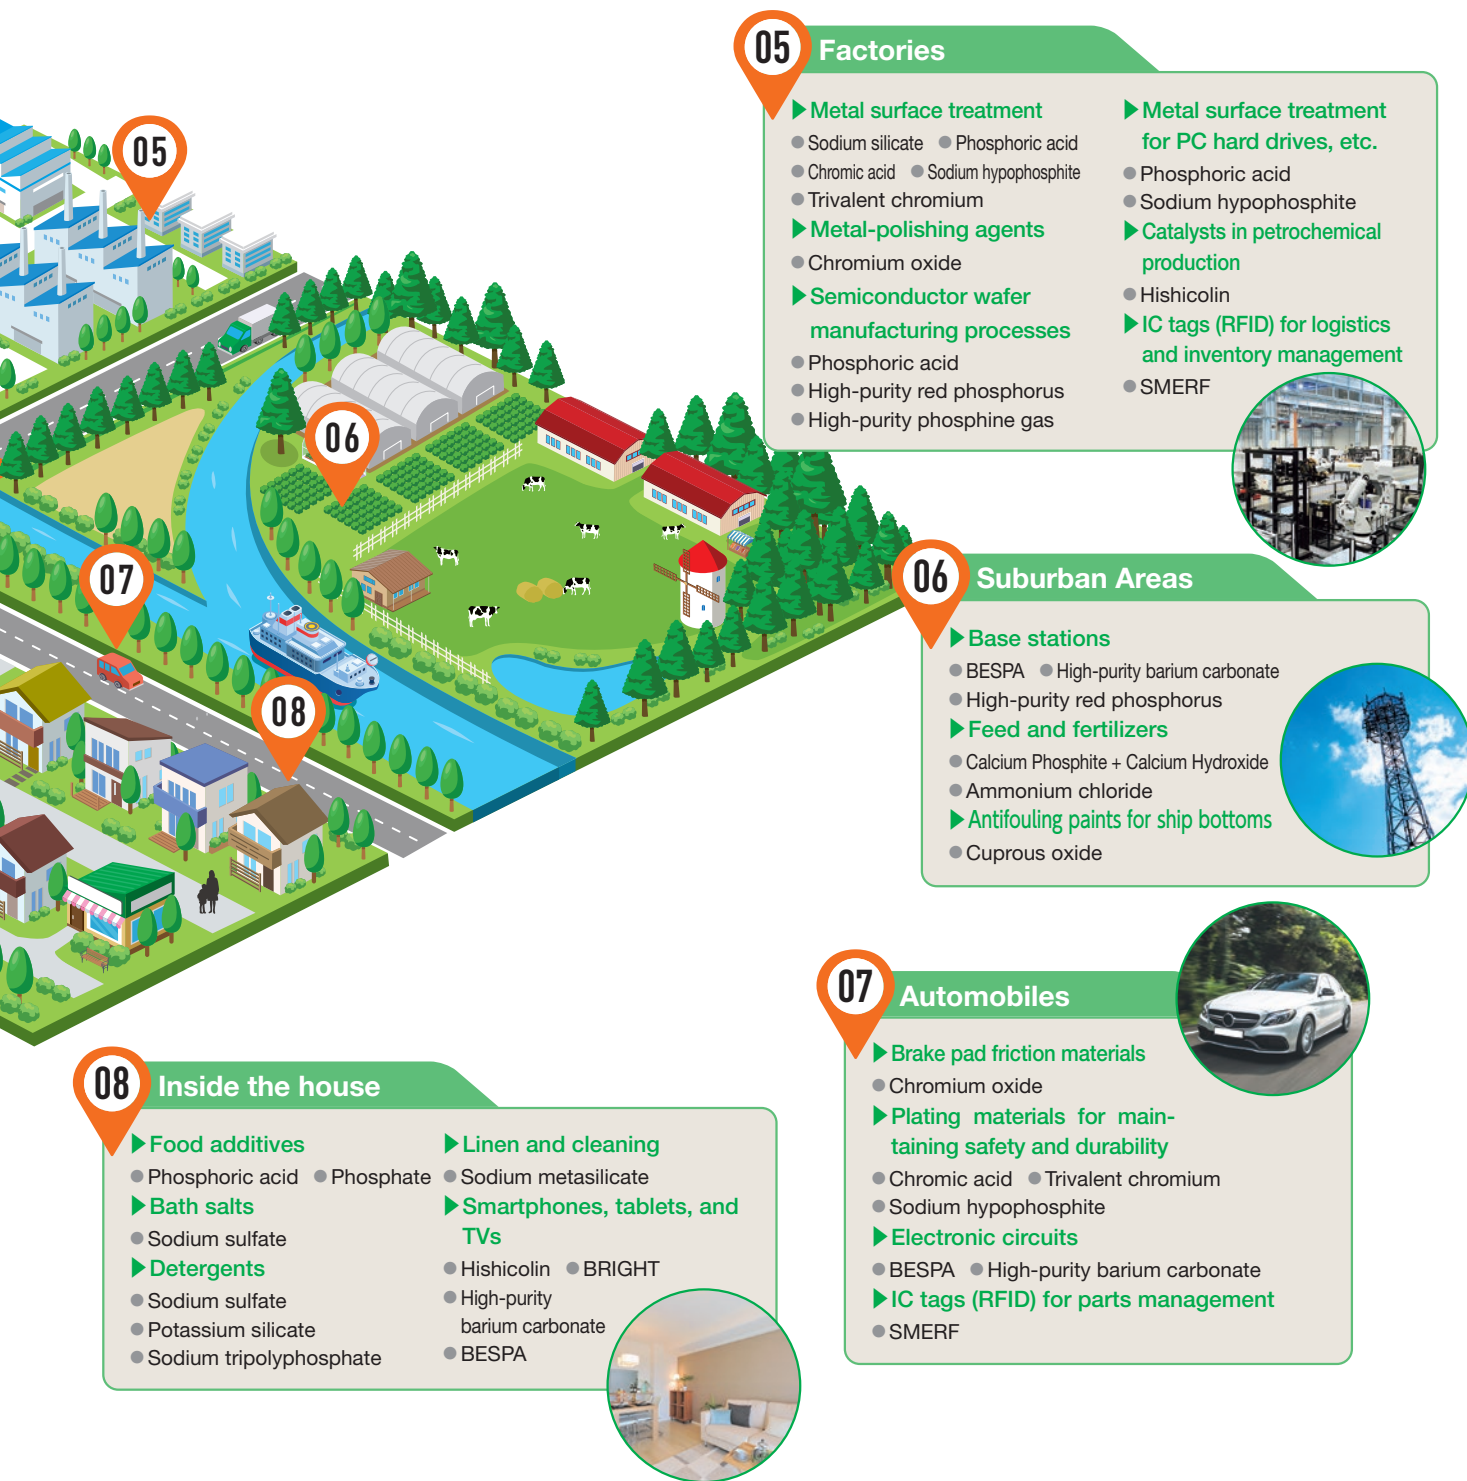 05 Factories
Metal surface treatment
Sodium silicate Phosphoric acid
Chromic acid Sodium hypophosphite
Trivalent chromium
Metal-polishing agents
Chromium oxide
Semiconductor wafer
manufacturing processes
Phosphoric acid
High-purity red phosphorus
High-purity phosphine gas
Metal surface treatment
for PC hard drives, etc.
Phosphoric acid
Sodium hypophosphite
Catalysts in petrochemical
production
Hishicolin
IC tags (RFID) for logistics
and inventory management
SMERF
05
06
07
08
06 Suburban Areas
Base stations
BESPA High-purity barium carbonate
High-purity red phosphorus
Feed and fertilizers
Calcium Phosphite + Calcium Hydroxide
Ammonium chloride
Antifouling paints for ship bottoms
Cuprous oxide
07 Automobiles
Brake pad friction materials
Chromium oxide
Plating materials for main-
taining safety and durability
Chromic acid Trivalent chromium
Sodium hypophosphite
Electronic circuits
BESPA High-purity barium carbonate
IC tags (RFID) for parts management
SMERF
08 Inside the house
Food additives
Phosphoric acid Phosphate
Bath salts
Sodium sulfate
Detergents
Sodium sulfate
Potassium silicate
Sodium tripolyphosphate
Linen and cleaning
Sodium metasilicate
Smartphones, tablets, and
TVs
Hishicolin BRIGHT
High-purity
barium carbonate
BESPA